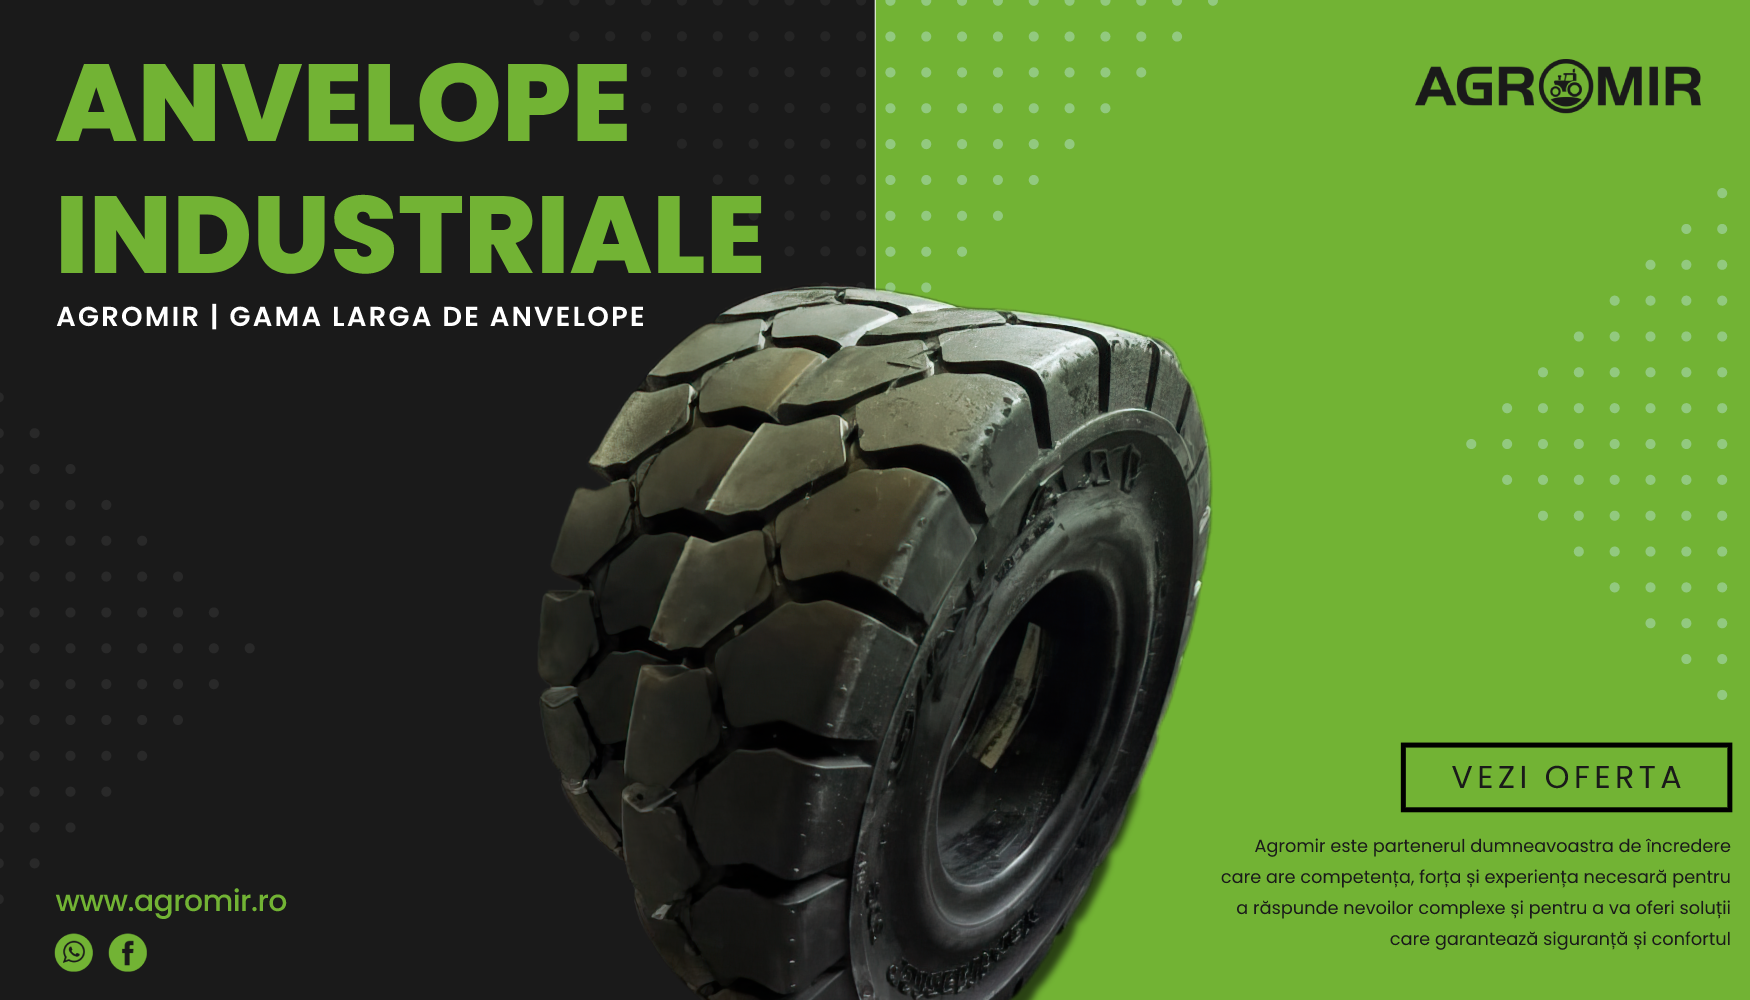 ANVELOPE
INDUSTRIALE
AGROMIR | GAMA LARGA DE ANVELOPE
AGROMIR
VEZI OFERTA
Agromir este partenerul dumneavoastra de încredere
care are competența, forța și experiența necesară pentru
a răspunde nevoilor complexe și pentru a va oferi soluții
care garantează siguranță și confortul
www.agromir.ro